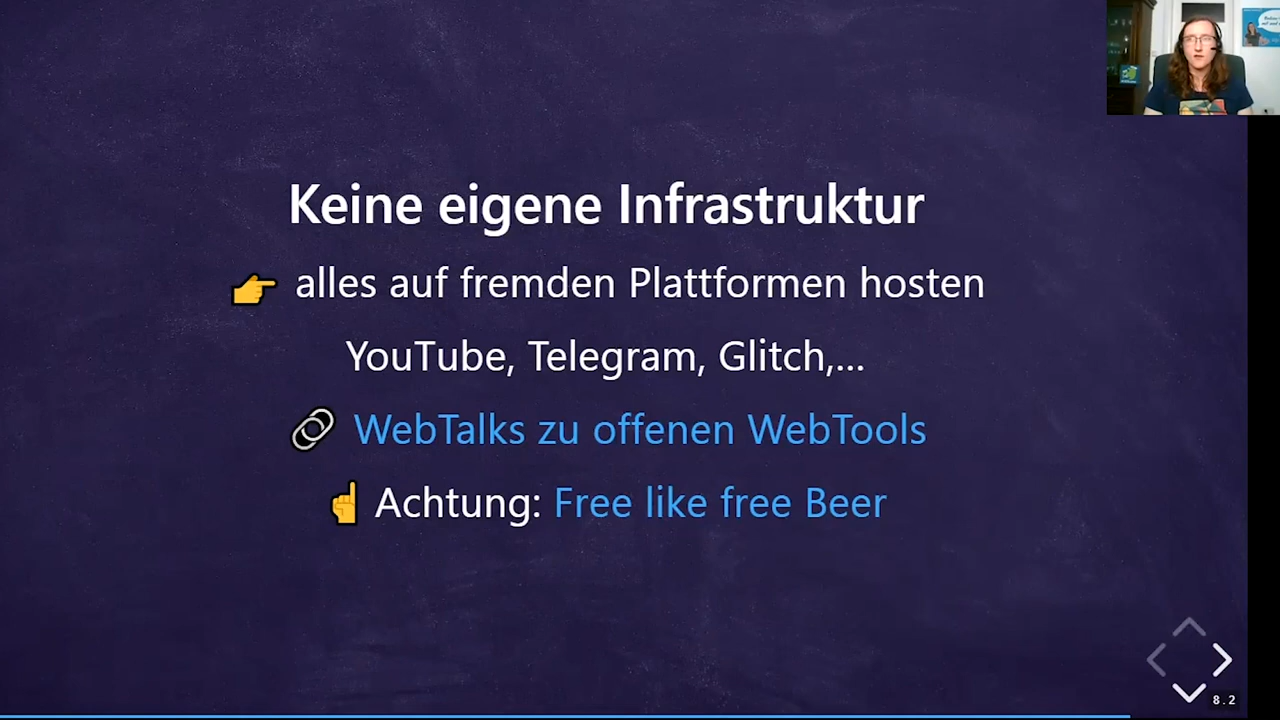 Keine eigene Infrastruktur
👉 alles auf fremden Plattformen hosten
YouTube, Telegram, Glitch,...
🔗 WebTalks zu offenen WebTools
☝ Achtung: Free like free Beer
8.2